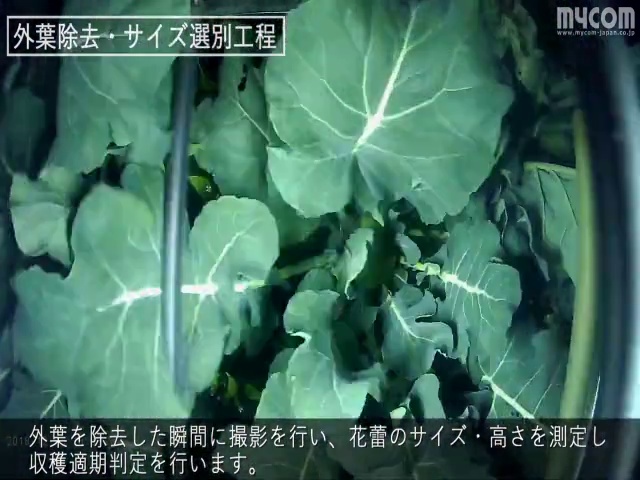 外葉除去・サイズ選別工程
mycom
www.mycom-japan.co.jp
外葉を除去した瞬間に撮影を行い、花蕾のサイズ・高さを測定し
収穫適期判定を行います。